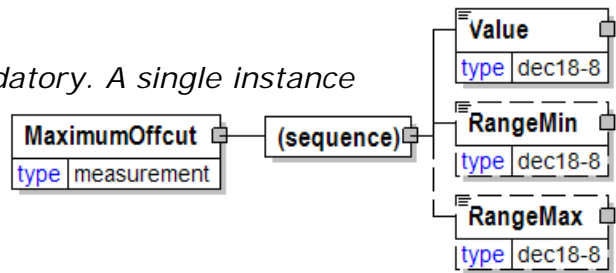 Value
type dec18-8
datory. A single instance
RangeMin
MaximumOffcut (sequence)
type measurement type dec18-8
RangeMax
type dec18-8